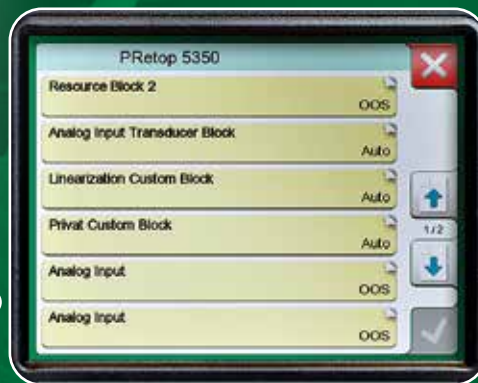 PRetop 5350
Resource Block 2
OOS
Analog Input Transducer Block
Auto
Linearization Custom Block
Auto
Privat Custom Block
Auto
1/2
Analog Input
OOS
Analog Input
OOS